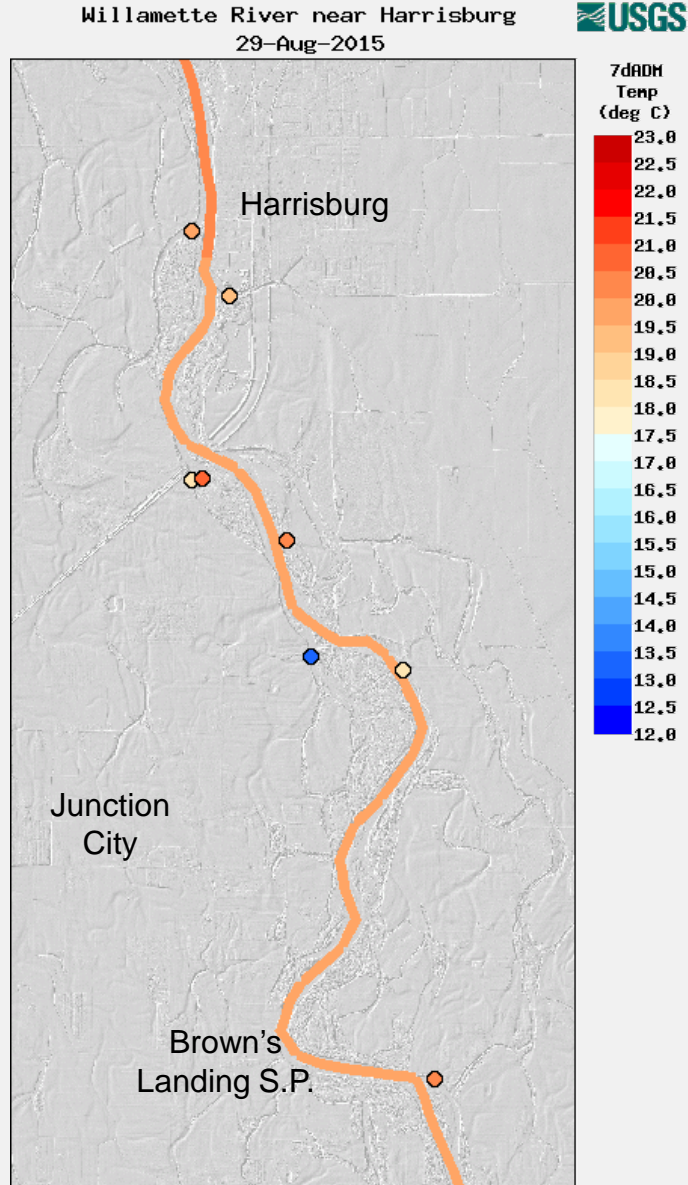 Willamette River near Harrisburg
29-Aug-2015
USGS
7dADM
Temp
(deg C)
23.0
22.5
22.0
21.5
21.0
20.5
20.0
19.5
19.0
18.5
18.0
17.5
17.0
16.5
16.0
15.5
15.0
14.5
14.0
13.5
13.0
12.5
12.0
Harrisburg
Junction
City
Brown’s
Landing S.P.